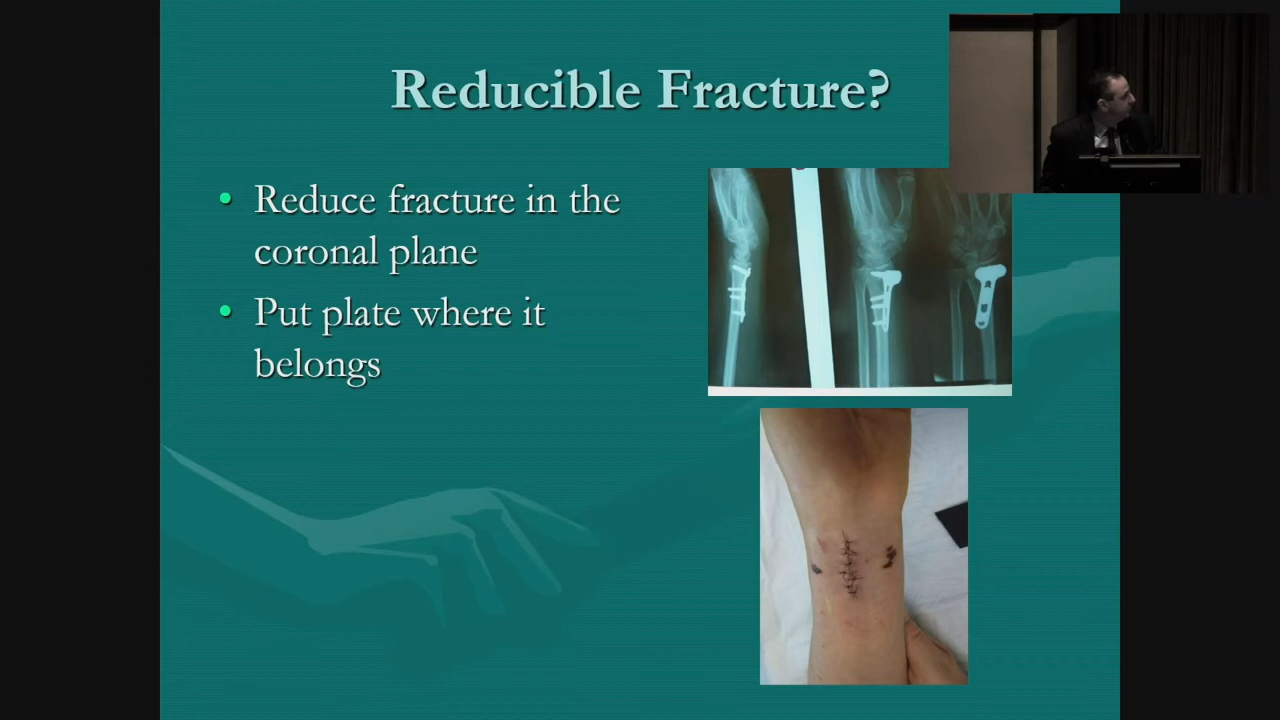 Reducible Fracture?
• Reduce fracture in the
coronal plane
• Put plate where it
belongs